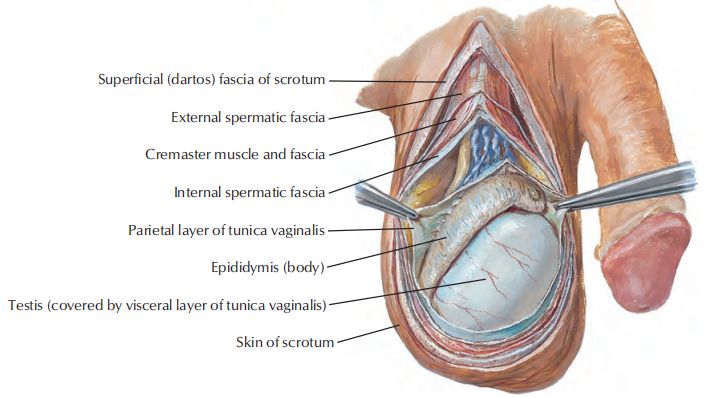 Superficial (dartos) fascia of scrotum
External spermatic fascia
Cremaster muscle and fascia
Internal spermatic fascia
Parietal layer of tunica vaginalis
Epididymis (body)
Testis (covered by visceral layer of tunica vaginalis)
Skin of scrotum